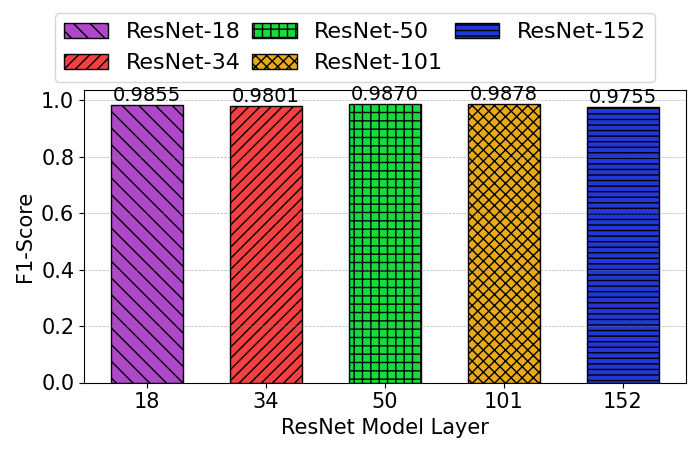 ResNet-18 ResNet-50 ResNet-152
ResNet-34 ResNet-101
0.9855 0.9801 0.9870 0.9878 0.9755
1.0
0.8
0.6
0.4
0.2
0.0
F1-Score
18 34 50 101 152
ResNet Model Layer